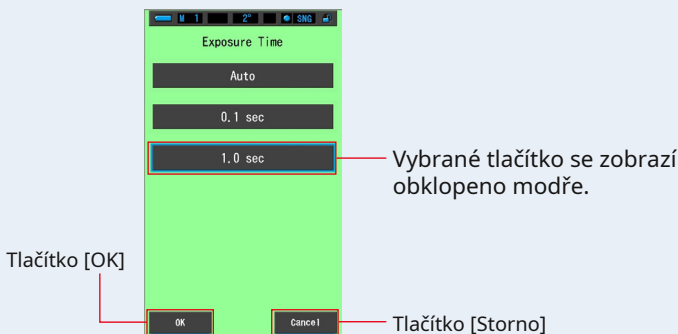 M 1 2° SNG
Exposure Time
Auto
0.1 sec
1.0 sec
Vybrané tlačítko se zobrazí
obklopeno modře.
Tlačítko [OK]
OK
Cancel
Tlačítko [Storno]